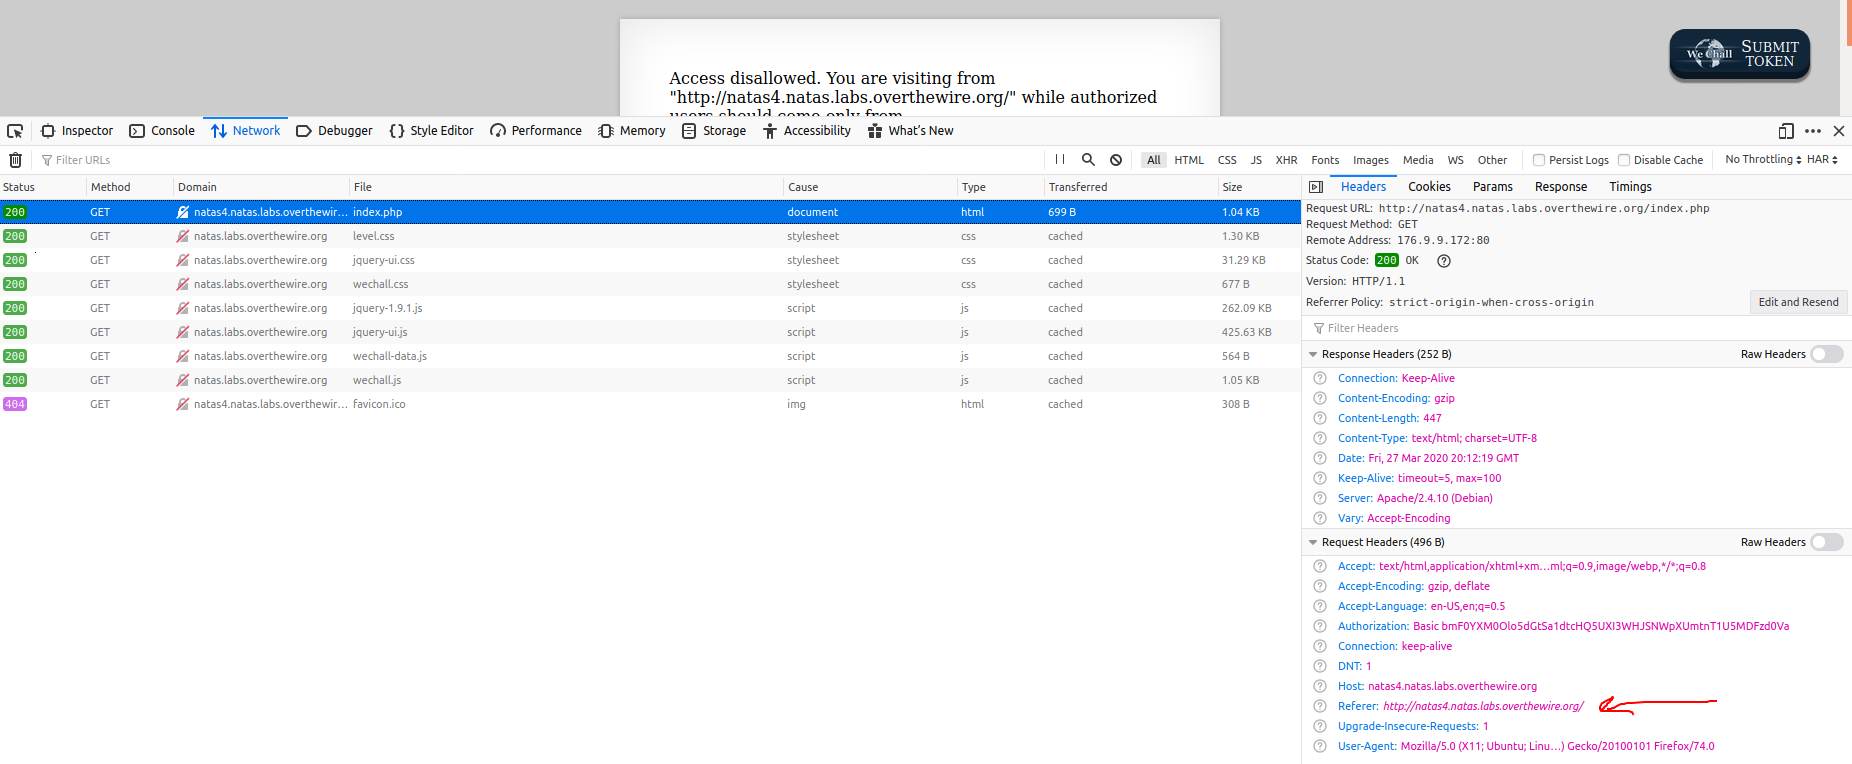 Access disallowed. You are visiting from
"http://natas4.natas.labs.overthewire.org/" while authorized
users should come only from
We Chall
SUBMIT
TOKEN
Inspector Console Network Debugger Style Editor Performance Memory Storage Accessibility What's New
Filter URLs All HTML CSS JS XHR Fonts Images Media WS Other Persist Logs Disable Cache No Throttling HAR
Status Method Domain File Cause Type Transferred Size
200 GET natas4.natas.labs.overthewir... index.php document html 699 B 1.04 KB
200 GET natas.labs.overthewire.org level.css stylesheet css cached 1.30 KB
200 GET natas.labs.overthewire.org jquery-ui.css stylesheet css cached 31.29 KB
200 GET natas.labs.overthewire.org wechall.css stylesheet css cached 677 B
200 GET natas.labs.overthewire.org jquery-1.9.1.js script js cached 262.09 KB
200 GET natas.labs.overthewire.org jquery-ui.js script js cached 425.63 KB
200 GET natas.labs.overthewire.org wechall-data.js script js cached 564 B
200 GET natas.labs.overthewire.org wechall.js script js cached 1.05 KB
404 GET natas4.natas.labs.overthewir... favicon.ico img html cached 308 B
Headers Cookies Params Response Timings
Request URL: http://natas4.natas.labs.overthewire.org/index.php
Request Method: GET
Remote Address: 176.9.9.172:80
Status Code: 200 OK
Version: HTTP/1.1
Referrer Policy: strict-origin-when-cross-origin Edit and Resend
Filter Headers
Response Headers (252 B) Raw Headers
Connection: Keep-Alive
Content-Encoding: gzip
Content-Length: 447
Content-Type: text/html; charset=UTF-8
Date: Fri, 27 Mar 2020 20:12:19 GMT
Keep-Alive: timeout=5, max=100
Server: Apache/2.4.10 (Debian)
Vary: Accept-Encoding
Request Headers (496 B) Raw Headers
Accept: text/html,application/xhtml+xm…ml;q=0.9,image/webp,*/*;q=0.8
Accept-Encoding: gzip, deflate
Accept-Language: en-US,en;q=0.5
Authorization: Basic bmF0YXM0Olo5dGtSa1dtcHQ5UXI3WHJSNWpXUmtnT1U5MDFzd0Va
Connection: keep-alive
DNT: 1
Host: natas4.natas.labs.overthewire.org
Referer: http://natas4.natas.labs.overthewire.org/
Upgrade-Insecure-Requests: 1
User-Agent: Mozilla/5.0 (X11; Ubuntu; Linu…) Gecko/20100101 Firefox/74.0